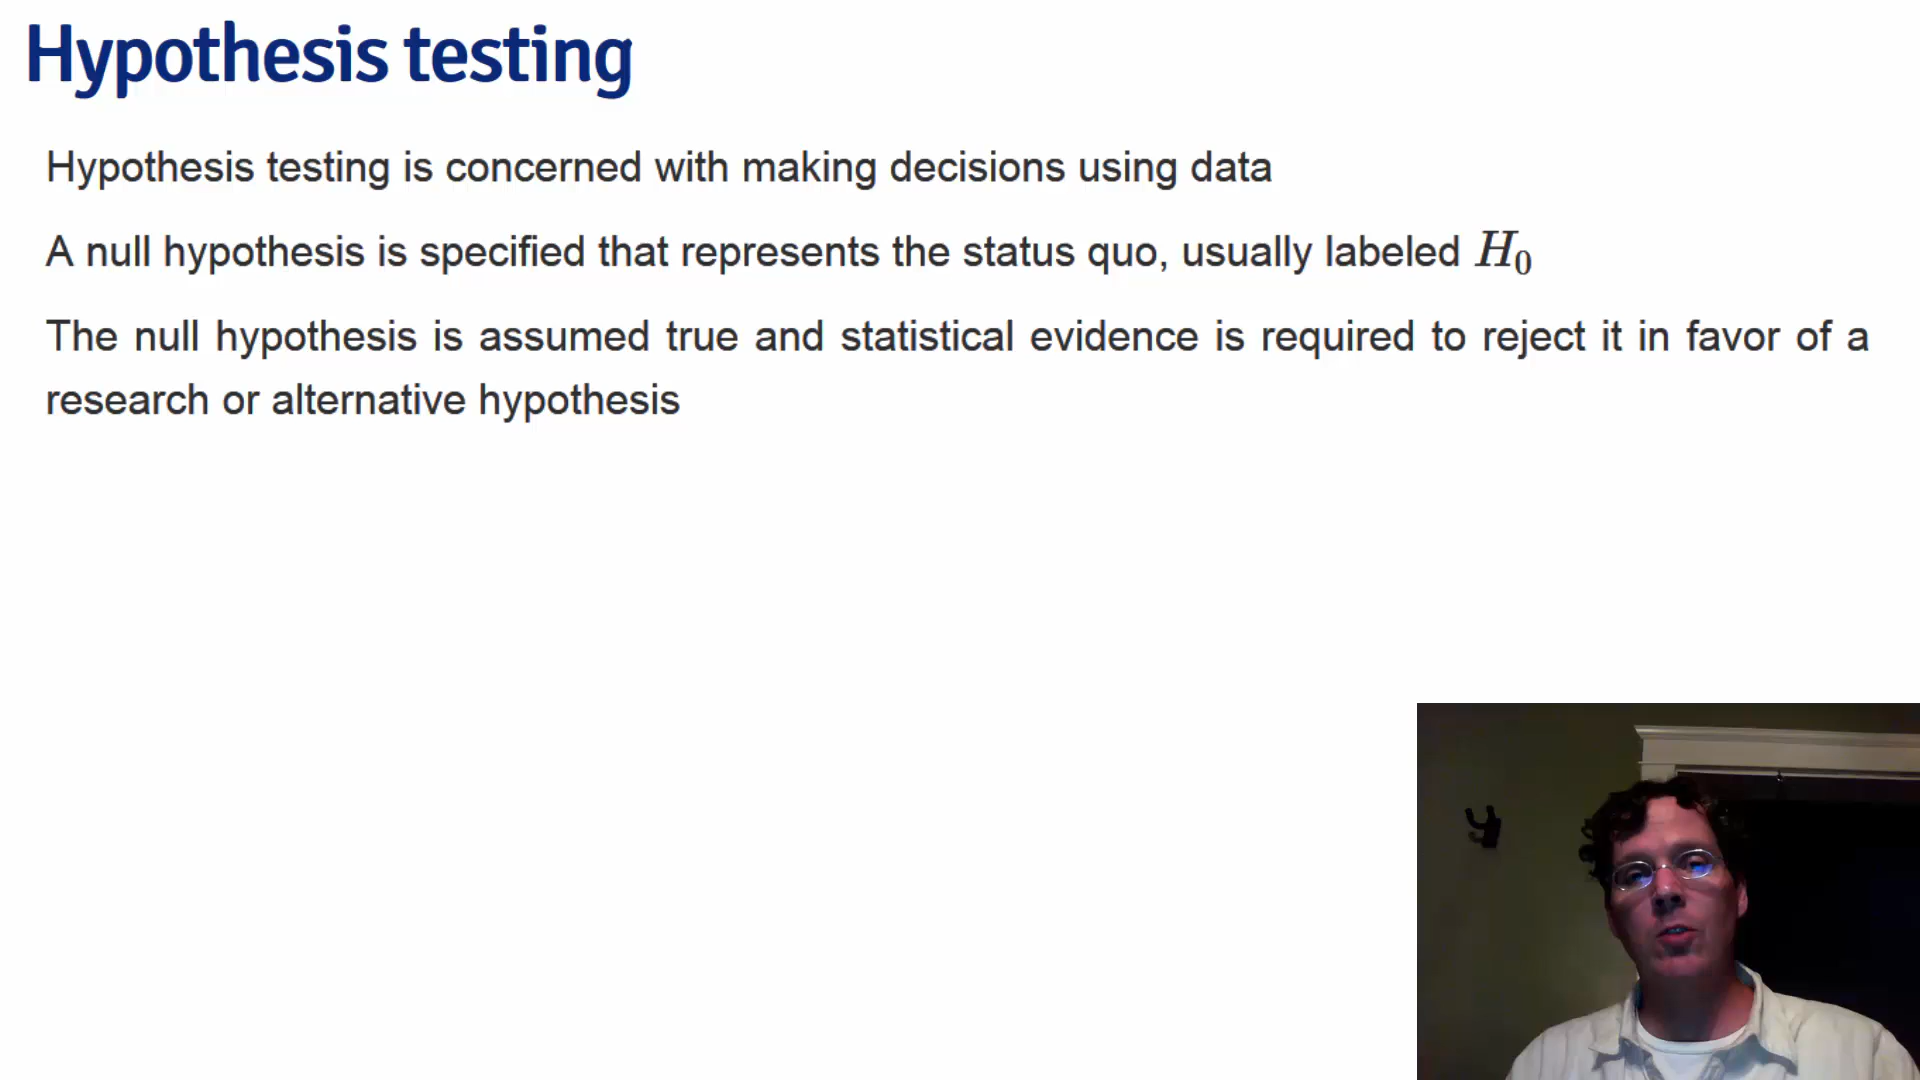 Hypothesis testing
Hypothesis testing is concerned with making decisions using data
A null hypothesis is specified that represents the status quo, usually labeled H₀
The null hypothesis is assumed true and statistical evidence is required to reject it in favor of a
research or alternative hypothesis